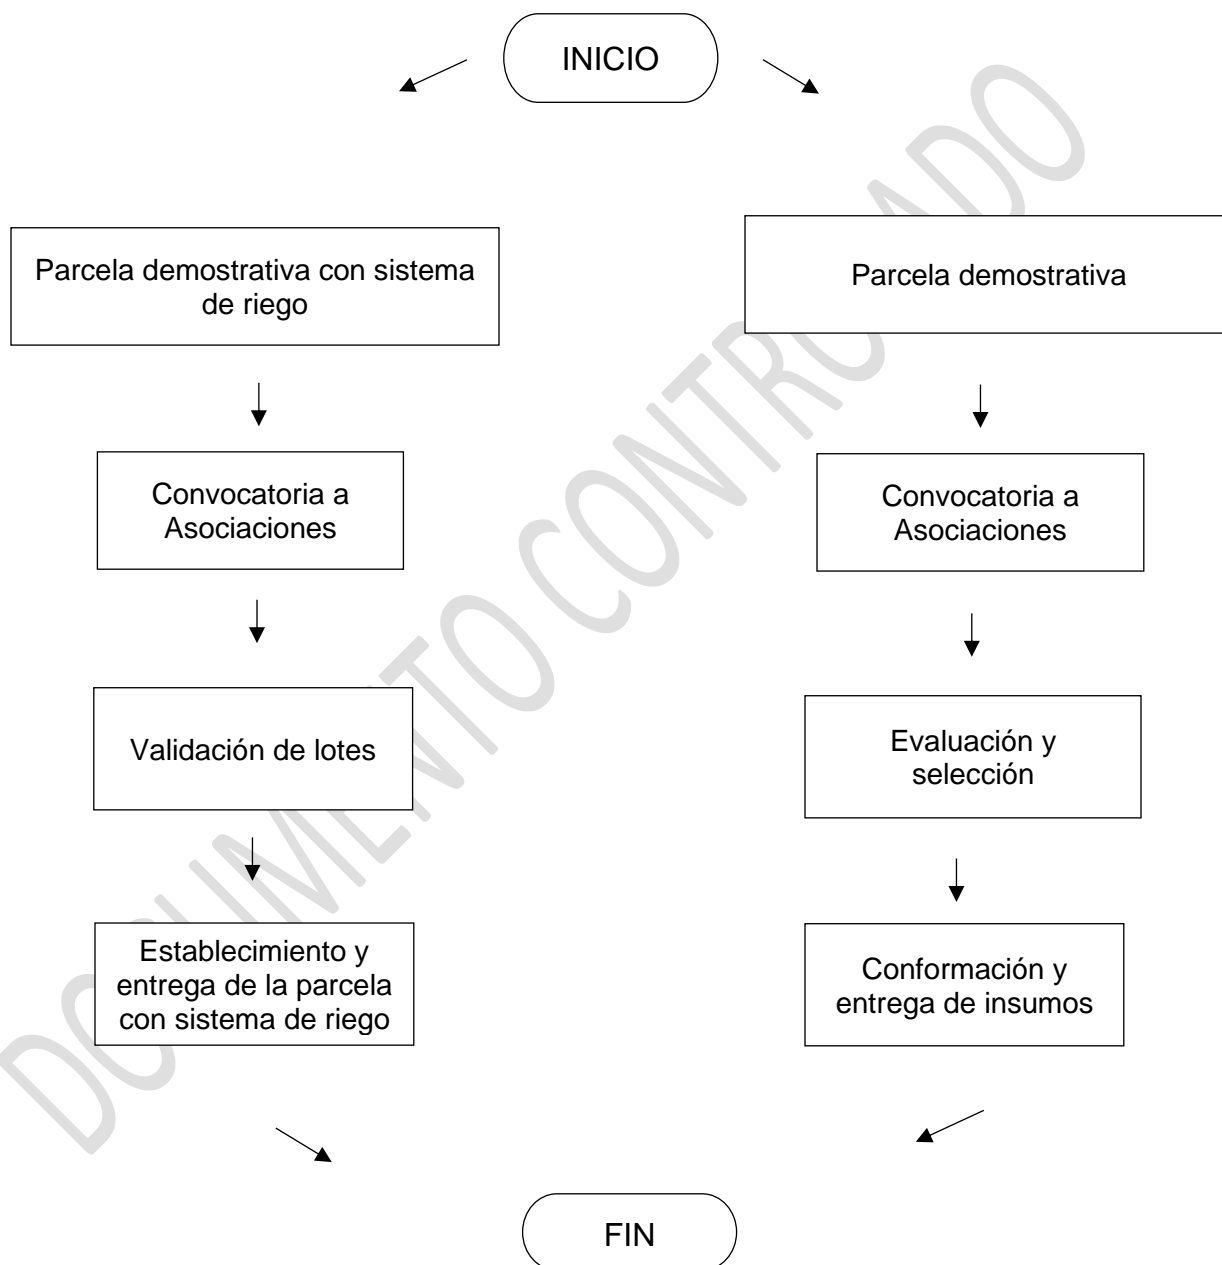 INICIO
Parcela demostrativa con sistema
de riego
Parcela demostrativa
Convocatoria a
Asociaciones
Convocatoria a
Asociaciones
Validación de lotes
Evaluación y
selección
Establecimiento y
entrega de la parcela
con sistema de riego
Conformación y
entrega de insumos
FIN
DOCUMENTO CONTROLADO